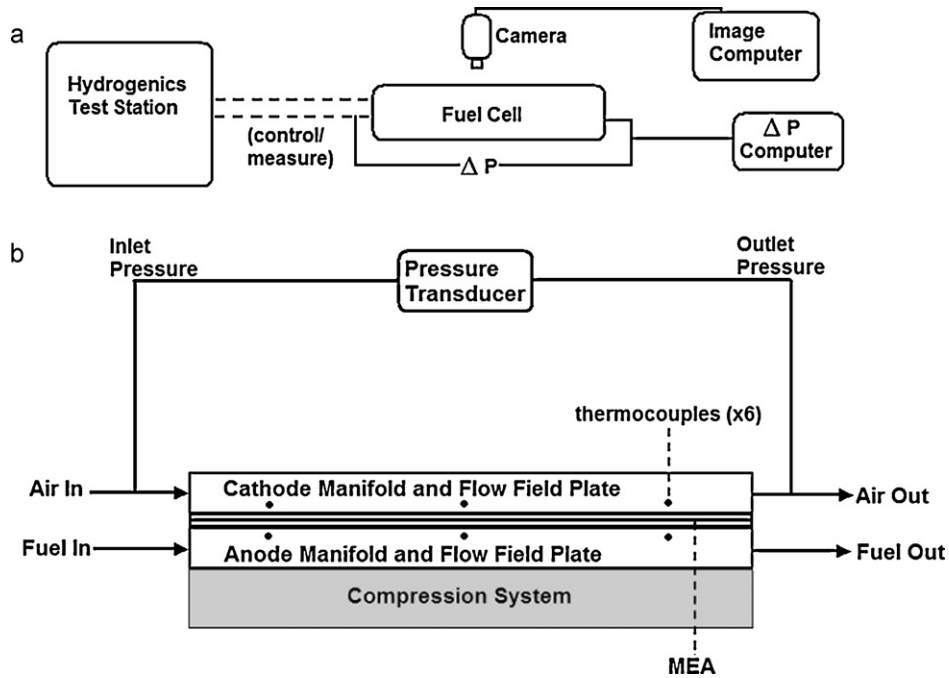 a
Camera
Image
Computer
Hydrogenics
Test Station
(control/
measure)
Fuel Cell
Δ P
Δ P
Computer
b
Inlet
Pressure
Pressure
Transducer
Outlet
Pressure
thermocouples (x6)
Air In
Cathode Manifold and Flow Field Plate
Air Out
Fuel In
Anode Manifold and Flow Field Plate
Fuel Out
Compression System
MEA